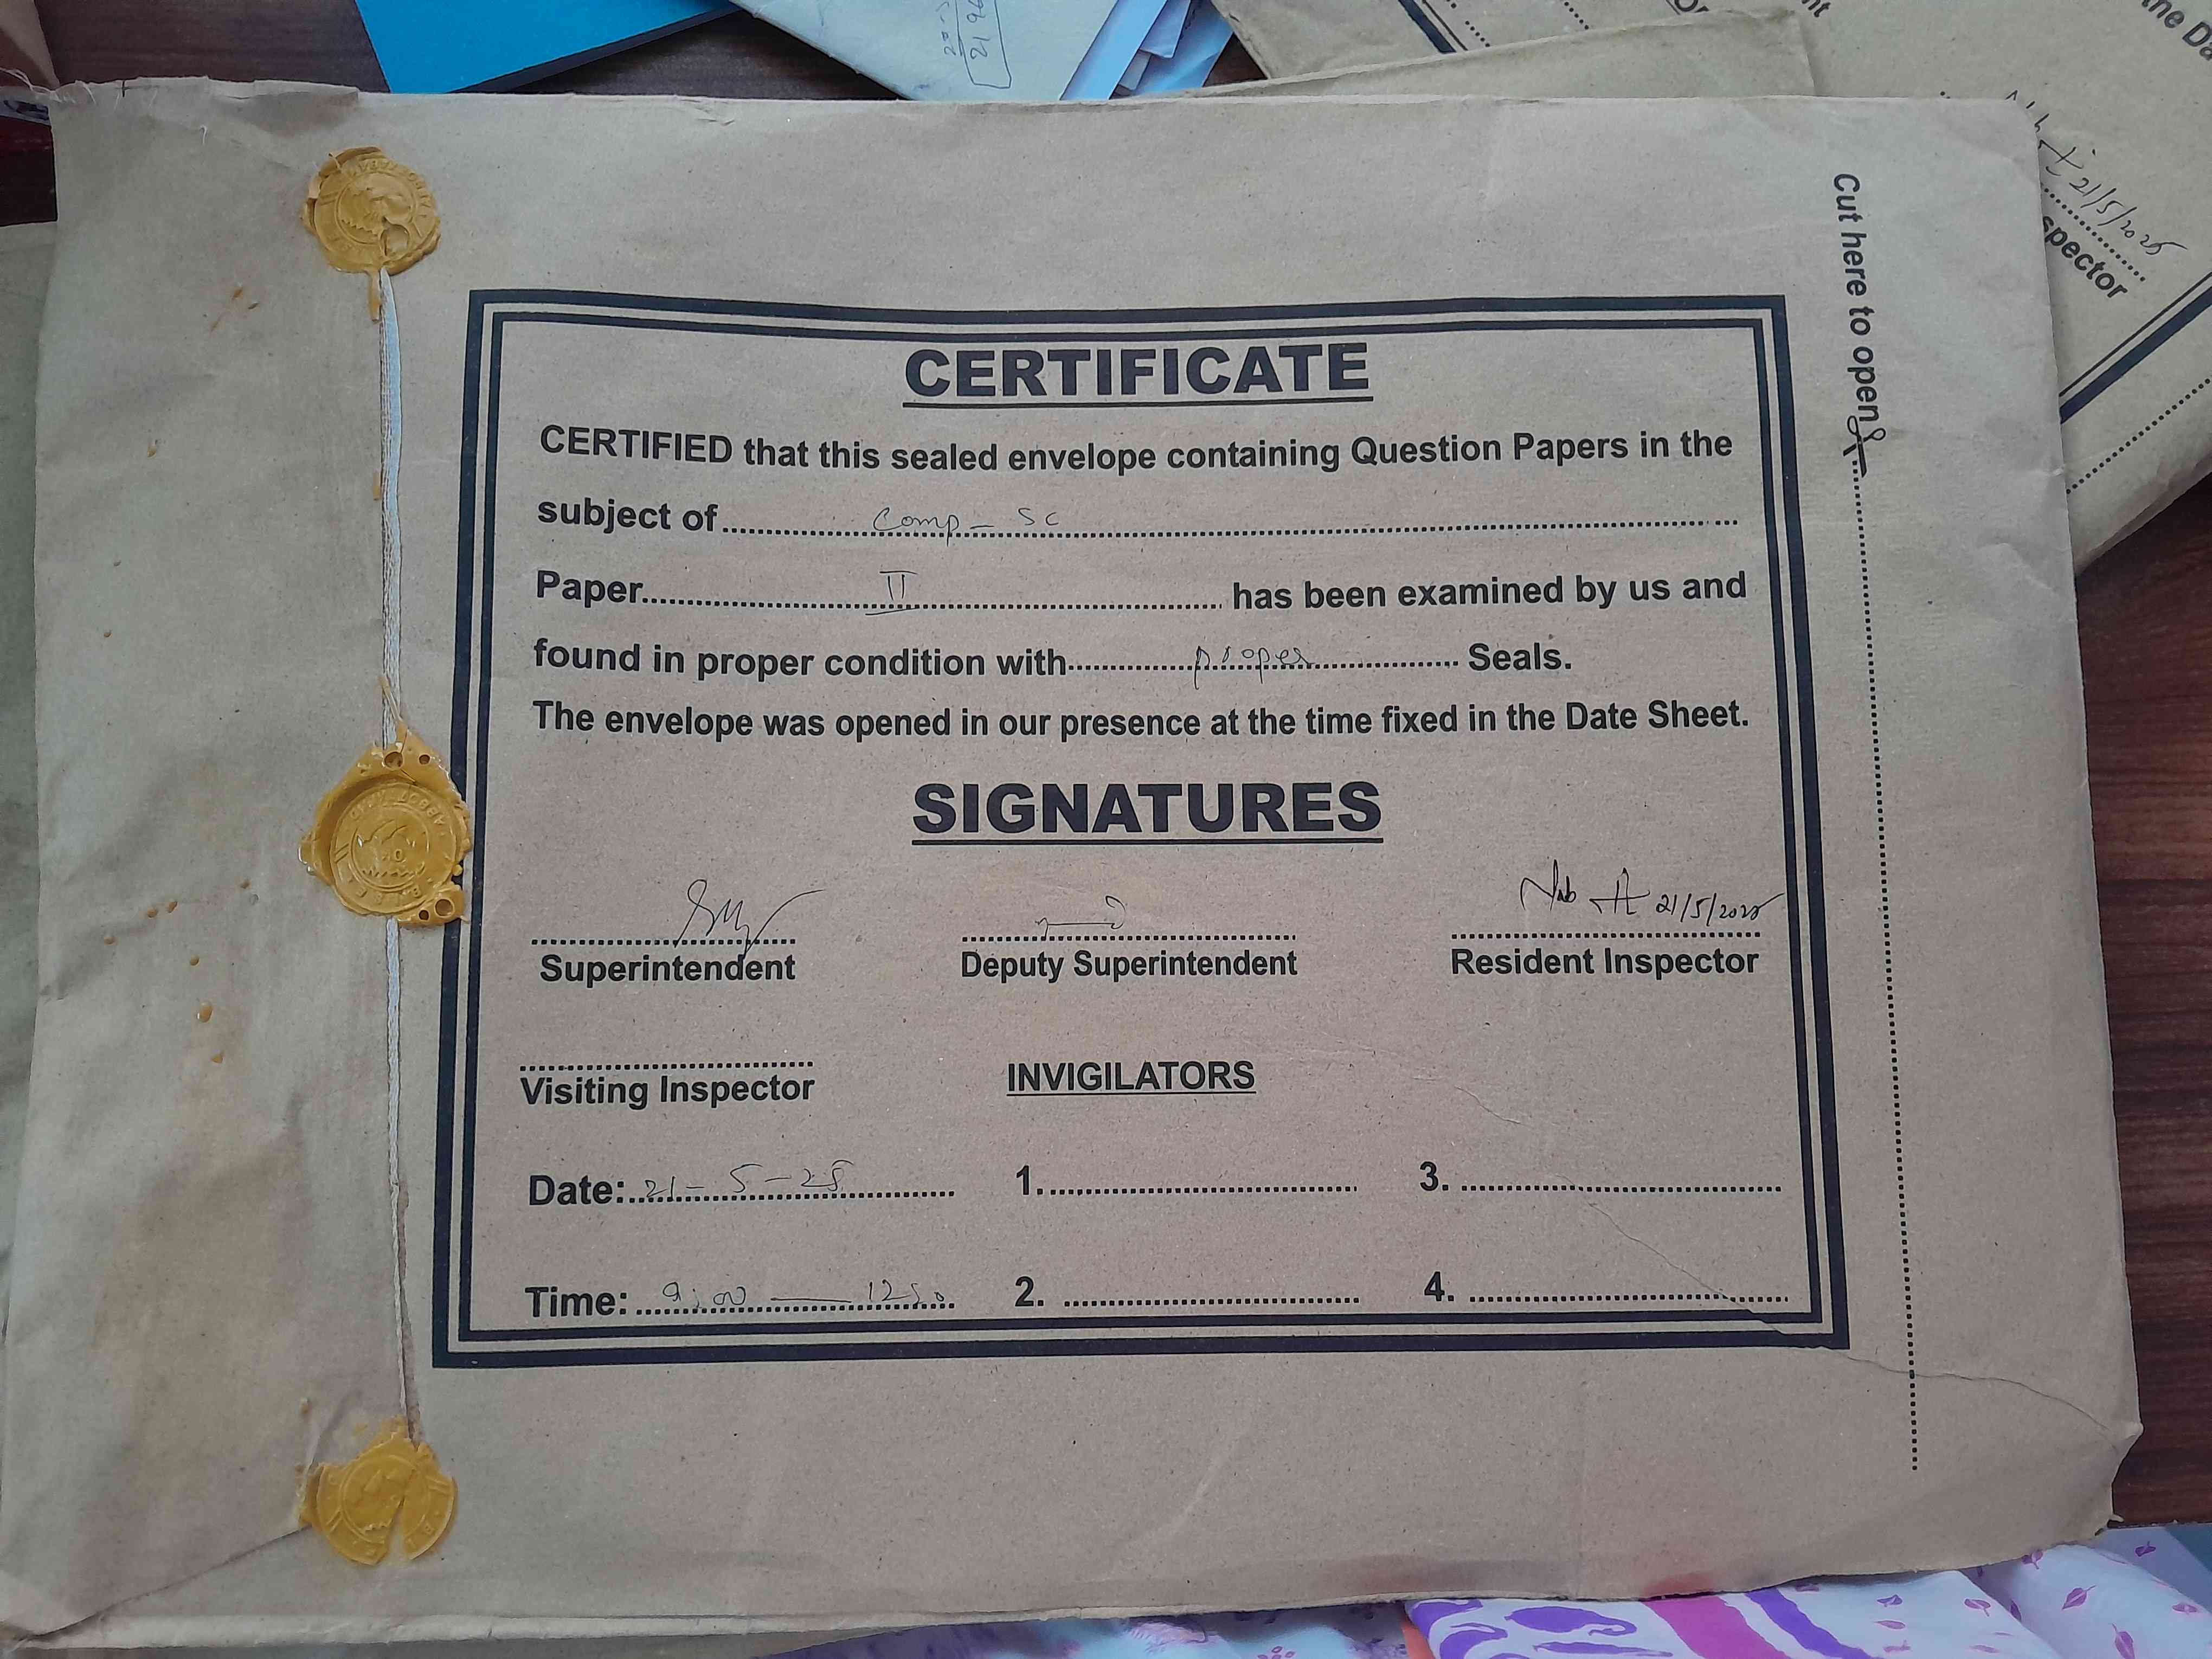 CERTIFICATE
CERTIFIED that this sealed envelope containing Question Papers in the
subject of Comp - Sc
Paper II has been examined by us and
found in proper condition with proper Seals.
The envelope was opened in our presence at the time fixed in the Date Sheet.
SIGNATURES
21/5/2025
Superintendent Deputy Superintendent Resident Inspector
Visiting Inspector INVIGILATORS
Date: 21-5-25 1. 3.
Time: 9:00 — 1250 2. 4.
Cut here to open
21/5/2025
spector
the Da
ABBOTTABAD